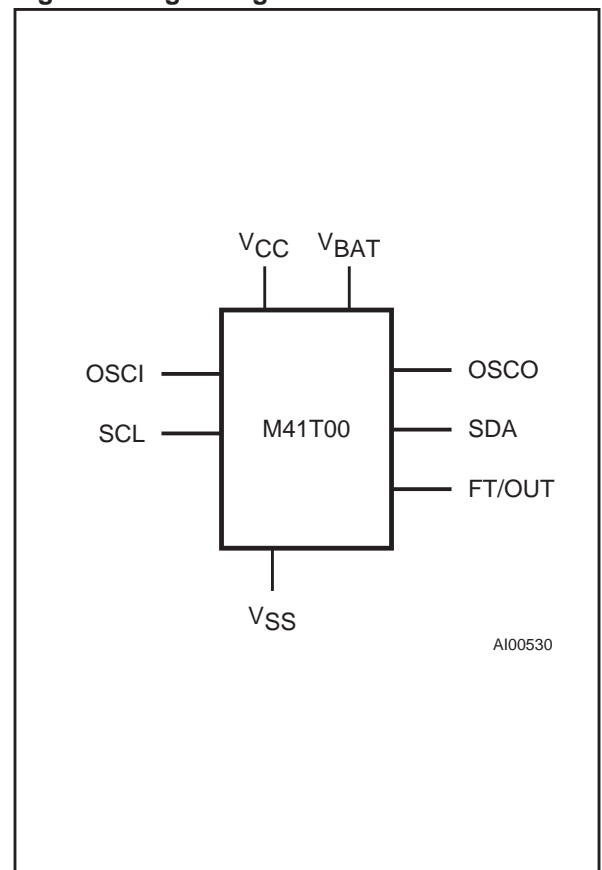 VCC VBAT
OSCI OSCO
SCL M41T00 SDA
FT/OUT
VSS
AI00530